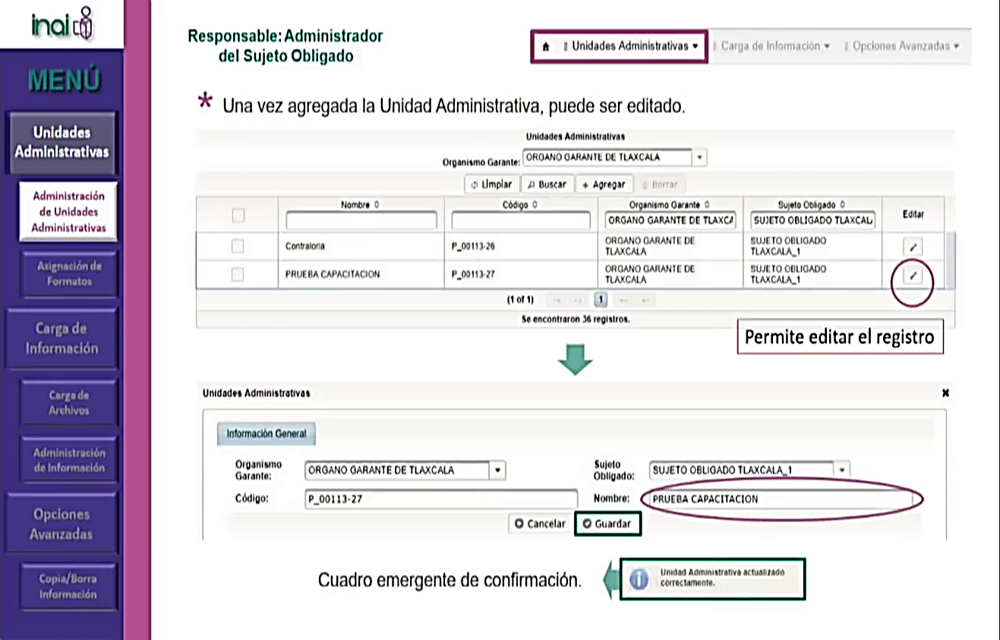 inai
MENÚ
Unidades
Administrativas
Administración
de Unidades
Administrativas
Asignación de
Formatos
Carga de
Información
Carga de
Archivos
Administración
de Información
Opciones
Avanzadas
Copia/Borra
Información
Responsable: Administrador
del Sujeto Obligado
Unidades Administrativas
Carga de Información
Opciones Avanzadas
* Una vez agregada la Unidad Administrativa, puede ser editado.
Unidades Administrativas
Organismo Garante: ORGANO GARANTE DE TLAXCALA
Limpiar Buscar + Agregar Borrar
Nombre Código Organismo Garante Sujeto Obligado Editar
ORGANO GARANTE DE TLAXCA SUJETO OBLIGADO TLAXCAL
Contraloria P_00113-26 ORGANO GARANTE DE TLAXCALA SUJETO OBLIGADO TLAXCALA_1
PRUEBA CAPACITACION P_00113-27 ORGANO GARANTE DE TLAXCALA SUJETO OBLIGADO TLAXCALA_1
(1 of 1) 1
Se encontraron 36 registros.
Permite editar el registro
Unidades Administrativas
Información General
Organismo Garante: ORGANO GARANTE DE TLAXCALA Sujeto Obligado: SUJETO OBLIGADO TLAXCALA_1
Código: P_00113-27 Nombre: PRUEBA CAPACITACION
Cancelar Guardar
Cuadro emergente de confirmación.
Unidad Administrativa actualizado
correctamente.